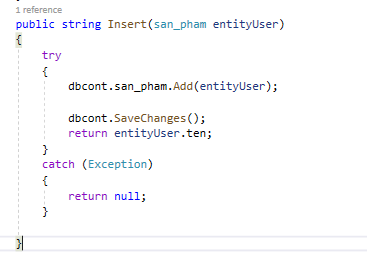 1 reference
public string Insert(san_pham entityUser)
{
try
{
dbcont.san_pham.Add(entityUser);
dbcont.SaveChanges();
return entityUser.ten;
}
catch (Exception)
{
return null;
}
}